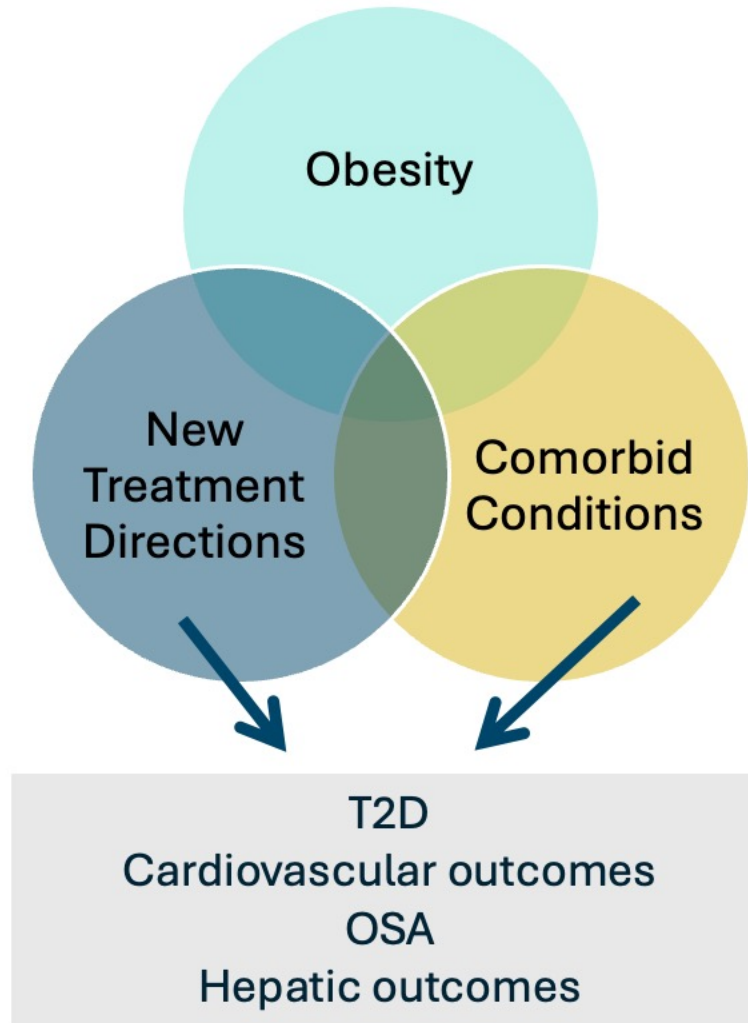 Obesity
New
Treatment
Directions
Comorbid
Conditions
T2D
Cardiovascular outcomes
OSA
Hepatic outcomes